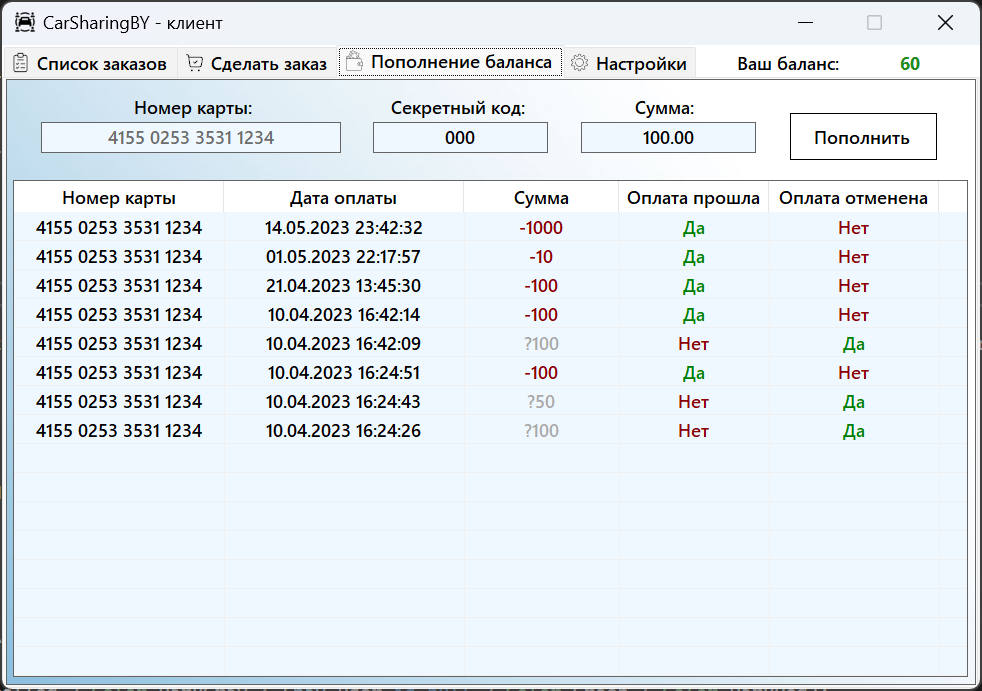 CarSharingBY - клиент
Список заказов Сделать заказ Пополнение баланса Настройки Ваш баланс: 60
Номер карты: Секретный код: Сумма:
4155 0253 3531 1234 000 100.00 Пополнить
Номер карты Дата оплаты Сумма Оплата прошла Оплата отменена
4155 0253 3531 1234 14.05.2023 23:42:32 -1000 Да Нет
4155 0253 3531 1234 01.05.2023 22:17:57 -10 Да Нет
4155 0253 3531 1234 21.04.2023 13:45:30 -100 Да Нет
4155 0253 3531 1234 10.04.2023 16:42:14 -100 Да Нет
4155 0253 3531 1234 10.04.2023 16:42:09 ?100 Нет Да
4155 0253 3531 1234 10.04.2023 16:24:51 -100 Да Нет
4155 0253 3531 1234 10.04.2023 16:24:43 ?50 Нет Да
4155 0253 3531 1234 10.04.2023 16:24:26 ?100 Нет Да